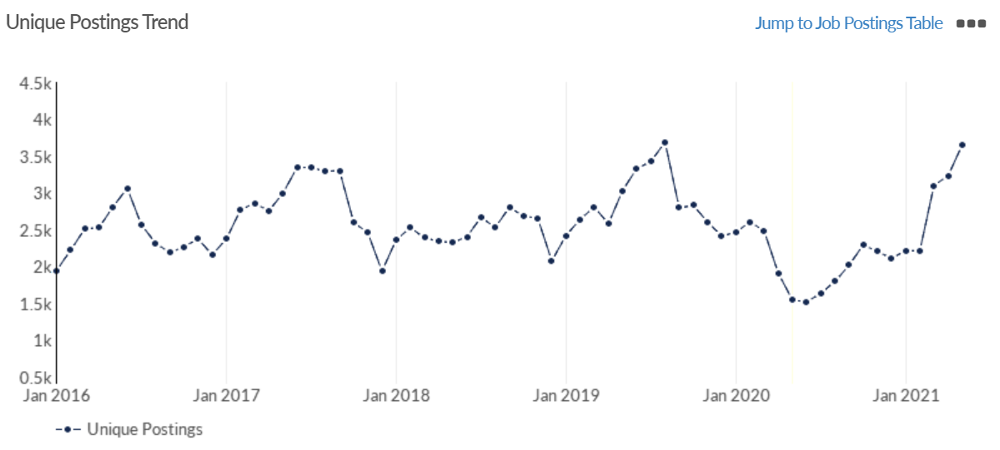 Unique Postings Trend
Jump to Job Postings Table
4.5k
4k
3.5k
3k
2.5k
2k
1.5k
1k
0.5k
Jan 2016 Jan 2017 Jan 2018 Jan 2019 Jan 2020 Jan 2021
Unique Postings